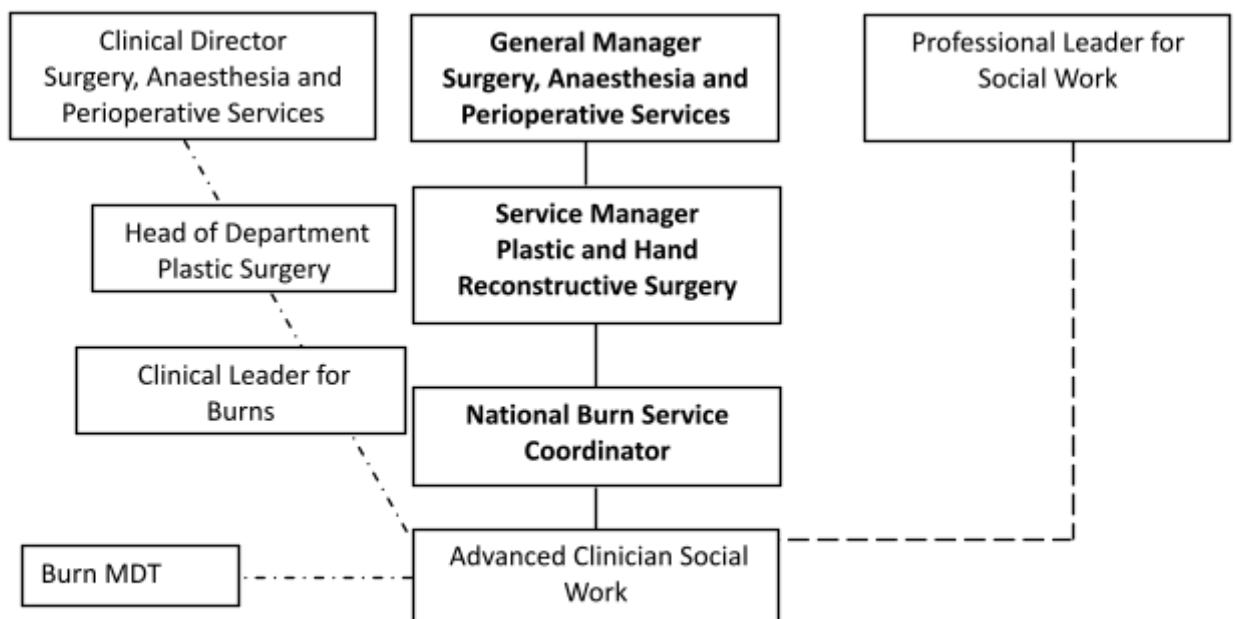 Clinical Director
Surgery, Anaesthesia and
Perioperative Services
General Manager
Surgery, Anaesthesia and
Perioperative Services
Professional Leader for
Social Work
Head of Department
Plastic Surgery
Service Manager
Plastic and Hand
Reconstructive Surgery
Clinical Leader for
Burns
National Burn Service
Coordinator
Burn MDT
Advanced Clinician Social
Work